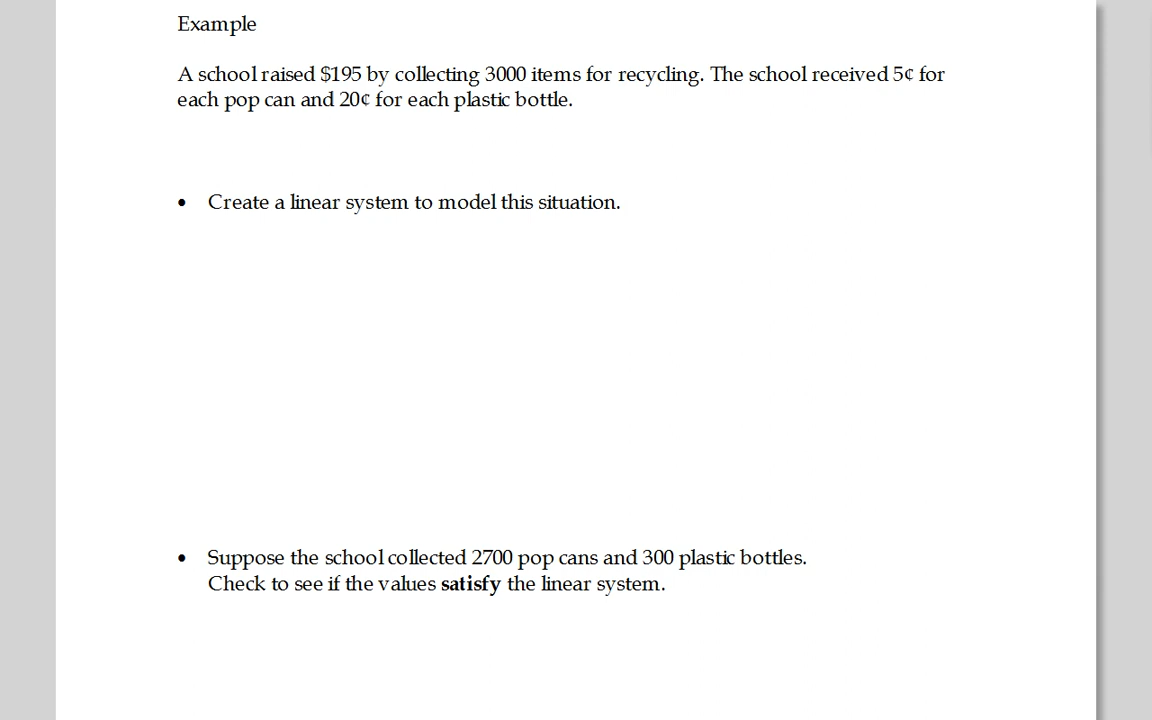 Example
A school raised $195 by collecting 3000 items for recycling. The school received 5¢ for
each pop can and 20¢ for each plastic bottle.
• Create a linear system to model this situation.
• Suppose the school collected 2700 pop cans and 300 plastic bottles.
Check to see if the values satisfy the linear system.